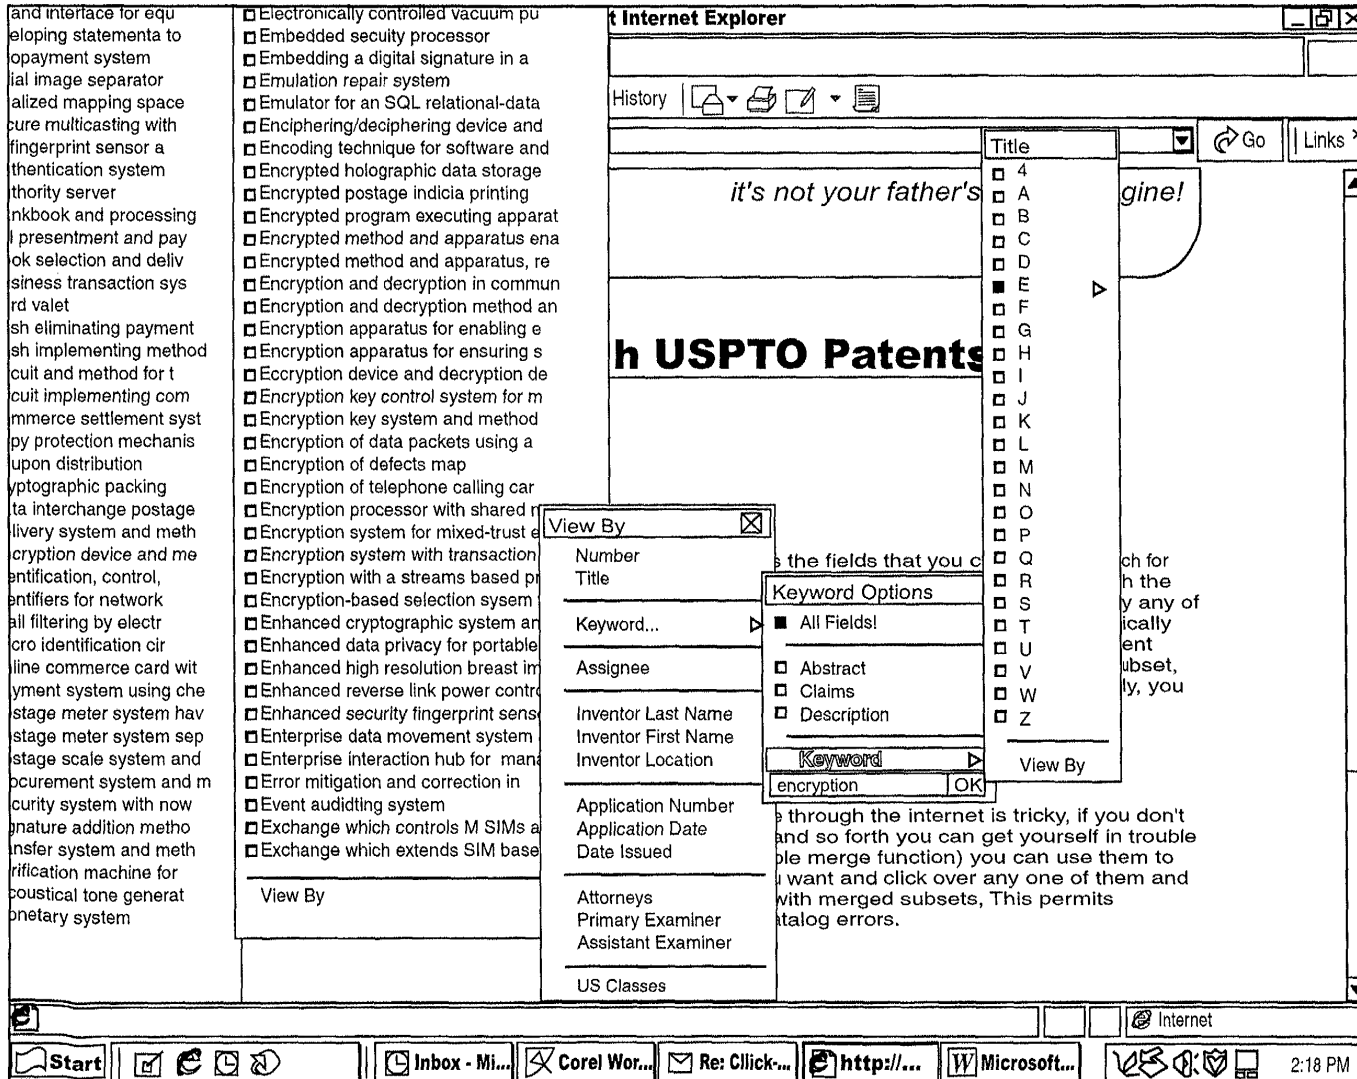 and interface for equ
eloping statementa to
opayment system
ial image separator
alized mapping space
cure multicasting with
fingerprint sensor a
thentication system
thority server
nkbook and processing
l presentment and pay
ok selection and deliv
siness transaction sys
rd valet
sh eliminating payment
sh implementing method
cuit and method for t
cuit implementing com
mmerce settlement syst
py protection mechanis
upon distribution
yptographic packing
ta interchange postage
livery system and meth
cryption device and me
entification, control,
entifiers for network
ail filtering by electr
cro identification cir
line commerce card wit
yment system using che
stage meter system hav
stage meter system sep
stage scale system and
ocurement system and m
curity system with now
gnature addition metho
ansfer system and meth
rification machine for
coustical tone generat
onetary system
Electronically controlled vacuum pu
Embedded secuity processor
Embedding a digital signature in a
Emulation repair system
Emulator for an SQL relational-data
Enciphering/deciphering device and
Encoding technique for software and
Encrypted holographic data storage
Encrypted postage indicia printing
Encrypted program executing apparat
Encrypted method and apparatus ena
Encrypted method and apparatus, re
Encryption and decryption in commun
Encryption and decryption method an
Encryption apparatus for enabling e
Encryption apparatus for ensuring s
Eccryption device and decryption de
Encryption key control system for m
Encryption key system and method
Encryption of data packets using a
Encryption of defects map
Encryption of telephone calling car
Encryption processor with shared m
Encryption system for mixed-trust e
Encryption system with transaction
Encryption with a streams based pr
Encryption-based selection sysem
Enhanced cryptographic system an
Enhanced data privacy for portable
Enhanced high resolution breast im
Enhanced reverse link power contro
Enhanced security fingerprint sens
Enterprise data movement system
Enterprise interaction hub for mana
Error mitigation and correction in
Event audidting system
Exchange which controls M SIMs a
Exchange which extends SIM base
View By
t Internet Explorer
History
Go
Links
it's not your father's gine!
h USPTO Patents
View By
Number
Title
Keyword...
Assignee
Inventor Last Name
Inventor First Name
Inventor Location
Application Number
Application Date
Date Issued
Attorneys
Primary Examiner
Assistant Examiner
US Classes
Keyword Options
All Fields!
Abstract
Claims
Description
Keyword
encryption OK
Title
4
A
B
C
D
E
F
G
H
I
J
K
L
M
N
O
P
Q
R
S
T
U
V
W
Z
View By
s the fields that you c ch for
h the
y any of
ically
ent
ubset,
ly, you
e through the internet is tricky, if you don't
and so forth you can get yourself in trouble
ple merge function) you can use them to
u want and click over any one of them and
with merged subsets, This permits
atalog errors.
Internet
Start
Inbox - Mi...
Corel Wor...
Re: Cllick-...
http://...
Microsoft...
2:18 PM